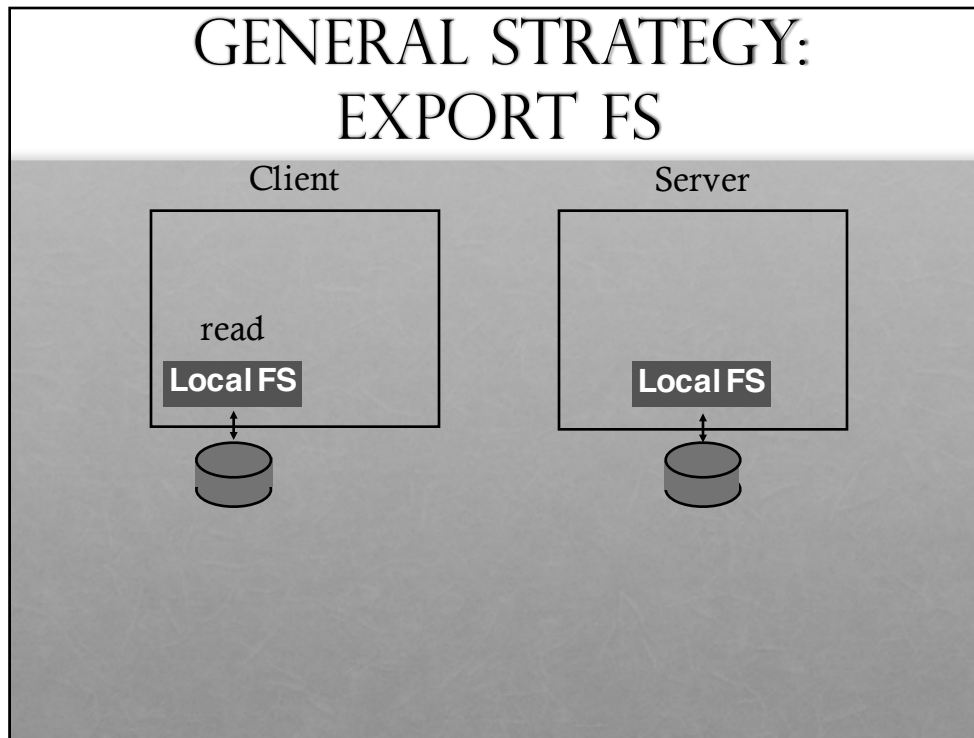 GENERAL STRATEGY:
EXPORT FS
Client
Server
read
Local FS
Local FS